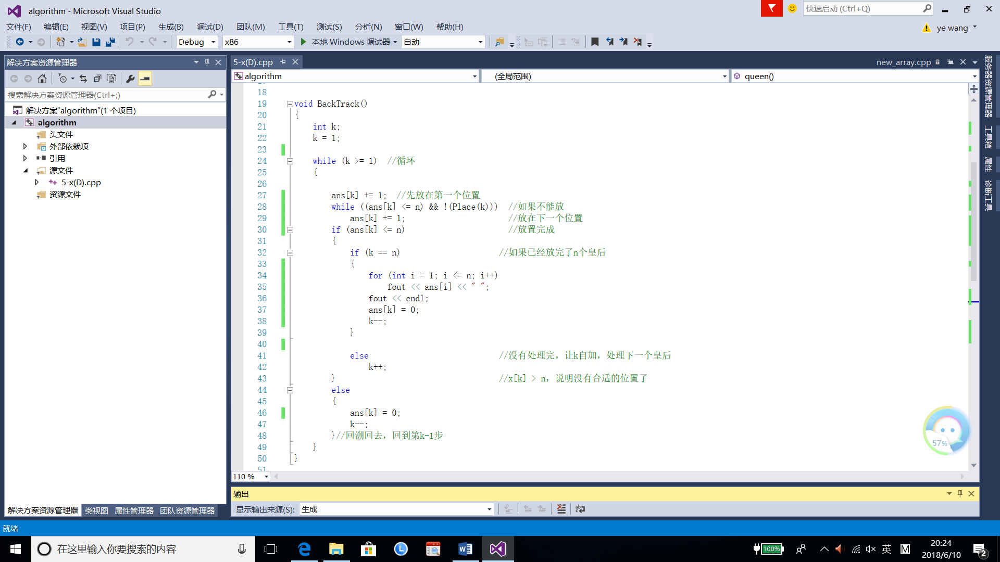 algorithm - Microsoft Visual Studio
快速启动 (Ctrl+Q)
文件(F) 编辑(E) 视图(V) 项目(P) 生成(B) 调试(D) 团队(M) 工具(T) 测试(S) 分析(N) 窗口(W) 帮助(H)
ye wang
Debug x86 本地 Windows 调试器 自动
解决方案资源管理器
搜索解决方案资源管理器(Ctrl+;)
解决方案"algorithm"(1 个项目)
algorithm
头文件
外部依赖项
引用
源文件
5-x(D).cpp
资源文件
解决方案资源管理器 类视图 属性管理器 团队资源管理器
5-x(D).cpp
new_array.cpp
algorithm (全局范围) queen()
18
19 void BackTrack()
20 {
21 int k;
22 k = 1;
23
24 while (k >= 1) //循环
25 {
26
27 ans[k] += 1; //先放在第一个位置
28 while ((ans[k] <= n) && !(Place(k))) //如果不能放
29 ans[k] += 1; //放在下一个位置
30 if (ans[k] <= n) //放置完成
31 {
32 if (k == n) //如果已经放完了n个皇后
33 {
34 for (int i = 1; i <= n; i++)
35 fout << ans[i] << " ";
36 fout << endl;
37 ans[k] = 0;
38 k--;
39 }
40
41 else //没有处理完，让k自加，处理下一个皇后
42 k++;
43 } //x[k] > n，说明没有合适的位置了
44 else
45 {
46 ans[k] = 0;
47 k--;
48 }//回溯回去，回到第k-1步
49 }
50 }
51
110 %
57%
服务器资源管理器
工具箱
属性
诊断工具
输出
显示输出来源(S): 生成
就绪
在这里输入你要搜索的内容
100%
英
M
20:24
2018/6/10
2